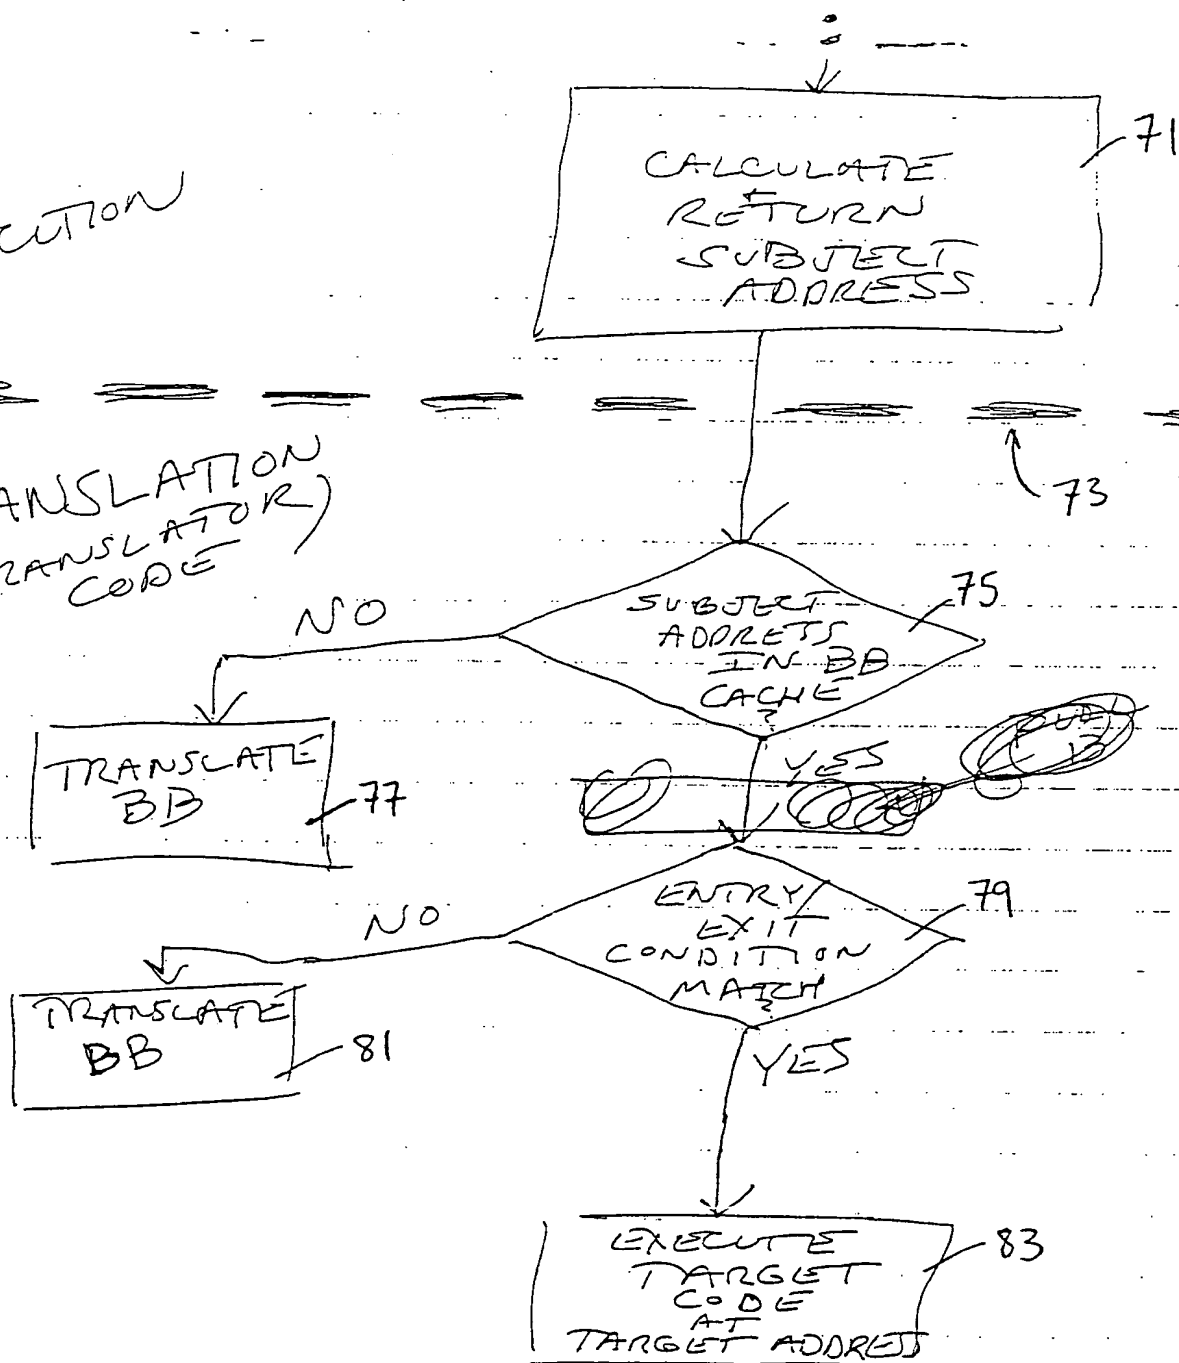 CALCULATE
RETURN
SUBJECT
ADDRESS
71
CUTION
73
ANSLATION
RANSLATOR)
CODE
NO
SUBJECT
ADDRESS
IN BB
CACHE
?
75
YES
TRANSLATE
BB
77
ENTRY/
EXIT
CONDITION
MATCH
?
79
NO
TRANSLATE
BB
81
YES
EXECUTE
TARGET
CODE
AT
TARGET ADDRESS
83